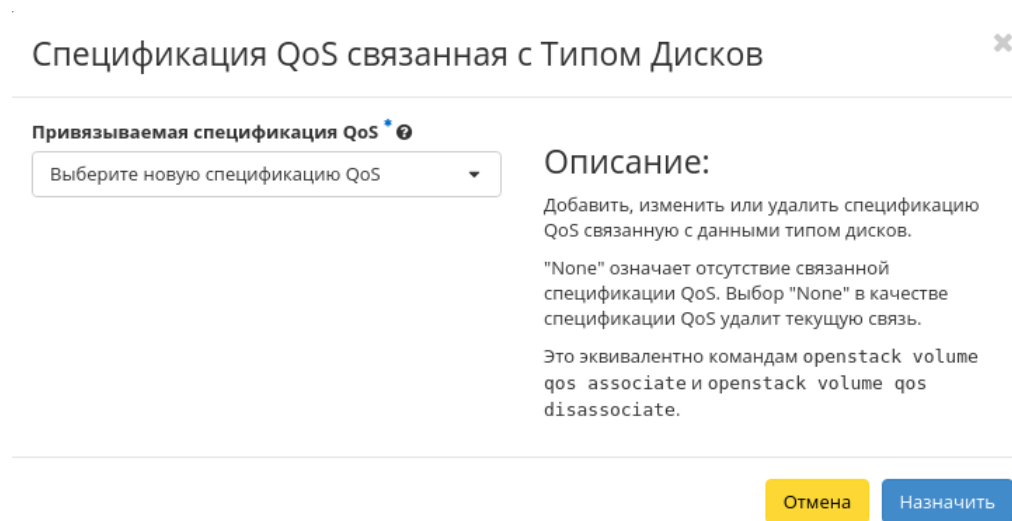 Спецификация QoS связанная с Типом Дисков
Привязываемая спецификация QoS *
Выберите новую спецификацию QoS
Описание:
Добавить, изменить или удалить спецификацию
QoS связанную с данными типом дисков.
"None" означает отсутствие связанной
спецификации QoS. Выбор "None" в качестве
спецификации QoS удалит текущую связь.
Это эквивалентно командам openstack volume
qos associate и openstack volume qos
disassociate.
Отмена
Назначить